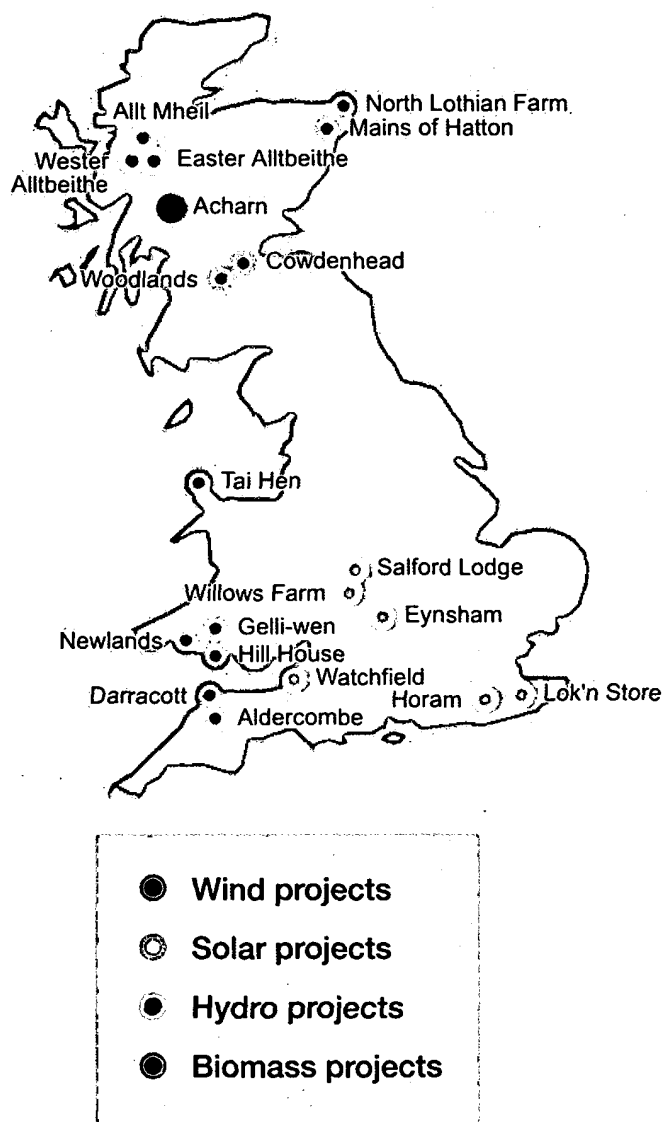 Allt Mheil
North Lothian Farm
Mains of Hatton
Wester
Alltbeithe
Easter Alltbeithe
Acharn
Cowdenhead
Woodlands
Tai Hen
Salford Lodge
Willows Farm
Eynsham
Gelli-wen
Newlands
Hill House
Watchfield
Darracott
Horam
Lok'n Store
Aldercombe
Wind projects
Solar projects
Hydro projects
Biomass projects